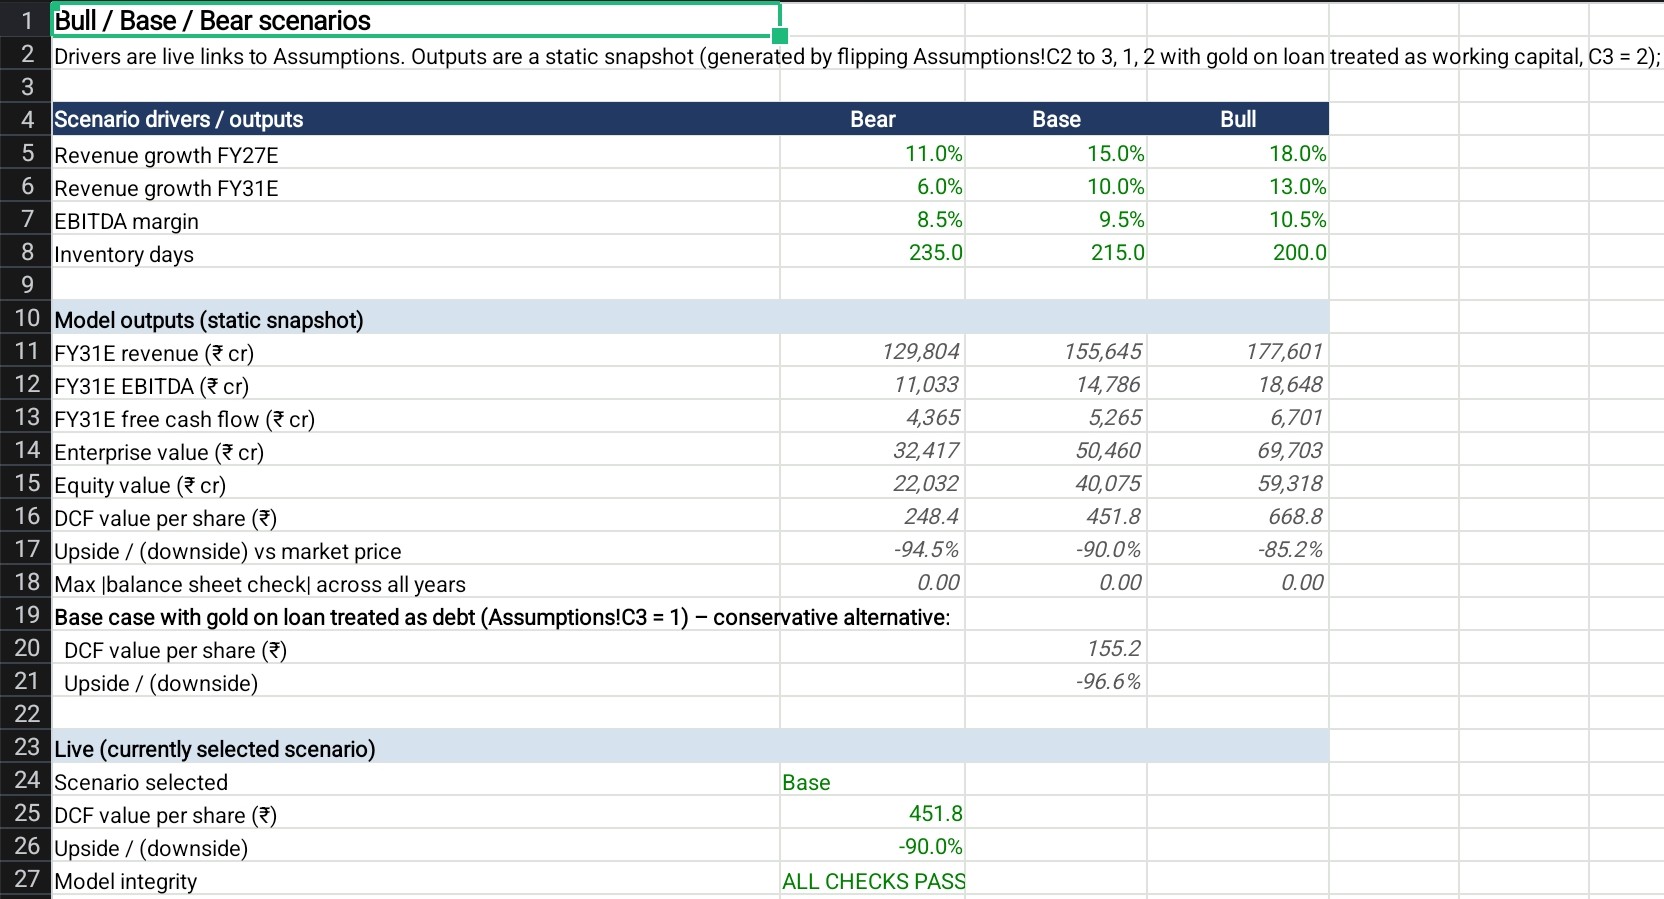 1 Bull / Base / Bear scenarios
2 Drivers are live links to Assumptions. Outputs are a static snapshot (generated by flipping Assumptions!C2 to 3, 1, 2 with gold on loan treated as working capital, C3 = 2);
3
4 Scenario drivers / outputs Bear Base Bull
5 Revenue growth FY27E 11.0% 15.0% 18.0%
6 Revenue growth FY31E 6.0% 10.0% 13.0%
7 EBITDA margin 8.5% 9.5% 10.5%
8 Inventory days 235.0 215.0 200.0
9
10 Model outputs (static snapshot)
11 FY31E revenue (₹ cr) 129,804 155,645 177,601
12 FY31E EBITDA (₹ cr) 11,033 14,786 18,648
13 FY31E free cash flow (₹ cr) 4,365 5,265 6,701
14 Enterprise value (₹ cr) 32,417 50,460 69,703
15 Equity value (₹ cr) 22,032 40,075 59,318
16 DCF value per share (₹) 248.4 451.8 668.8
17 Upside / (downside) vs market price -94.5% -90.0% -85.2%
18 Max |balance sheet check| across all years 0.00 0.00 0.00
19 Base case with gold on loan treated as debt (Assumptions!C3 = 1) – conservative alternative:
20 DCF value per share (₹) 155.2
21 Upside / (downside) -96.6%
22
23 Live (currently selected scenario)
24 Scenario selected Base
25 DCF value per share (₹) 451.8
26 Upside / (downside) -90.0%
27 Model integrity ALL CHECKS PASS